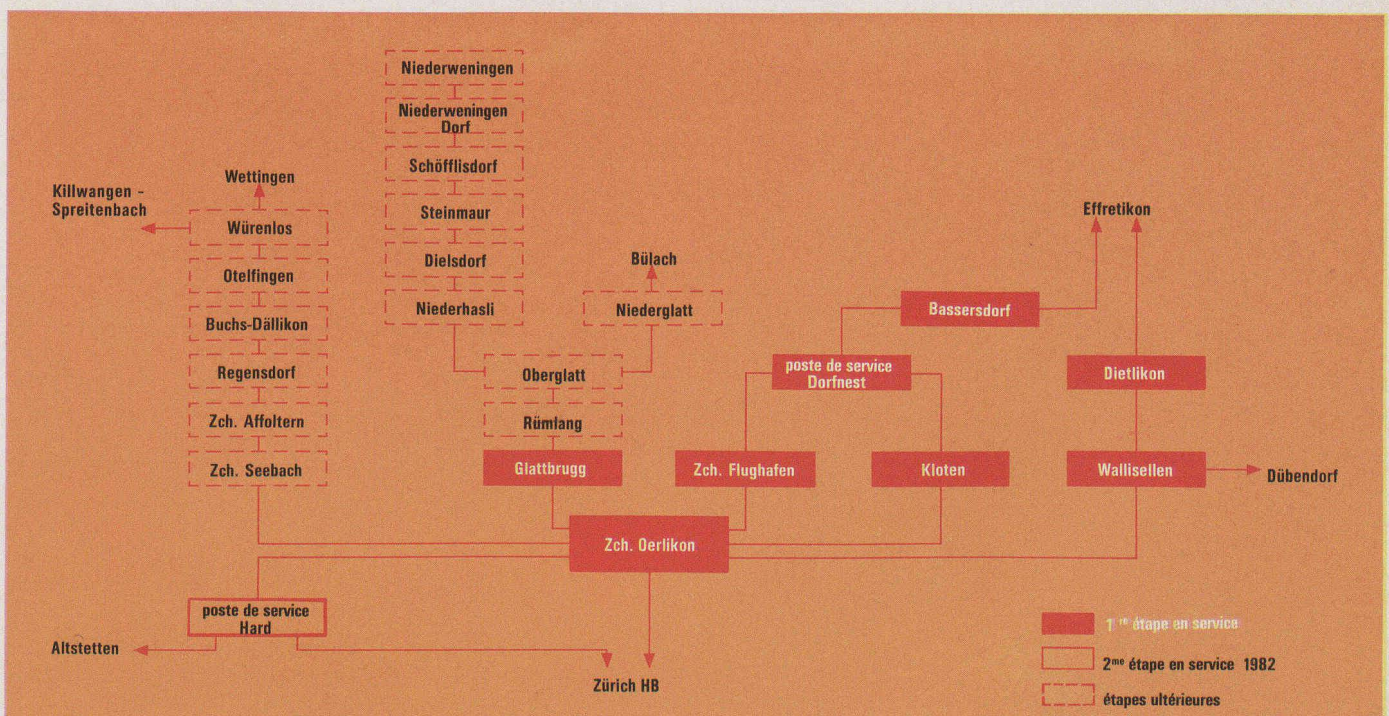 Niederweningen
Niederweningen
Dorf
Schöfflisdorf
Steinmaur
Dielsdorf
Niederhasli
Wettingen
Killwangen -
Spreitenbach
Würenlos
Otelfingen
Buchs-Dällikon
Regensdorf
Zch. Affoltern
Zch. Seebach
Bülach
Niederglatt
Oberglatt
Rümlang
Glattbrugg
Effretikon
Bassersdorf
poste de service
Dorfnest
Dietlikon
Zch. Flughafen
Kloten
Wallisellen
Dübendorf
Zch. Oerlikon
poste de service
Hard
Altstetten
Zürich HB
1re étape en service
2me étape en service 1982
étapes ultérieures